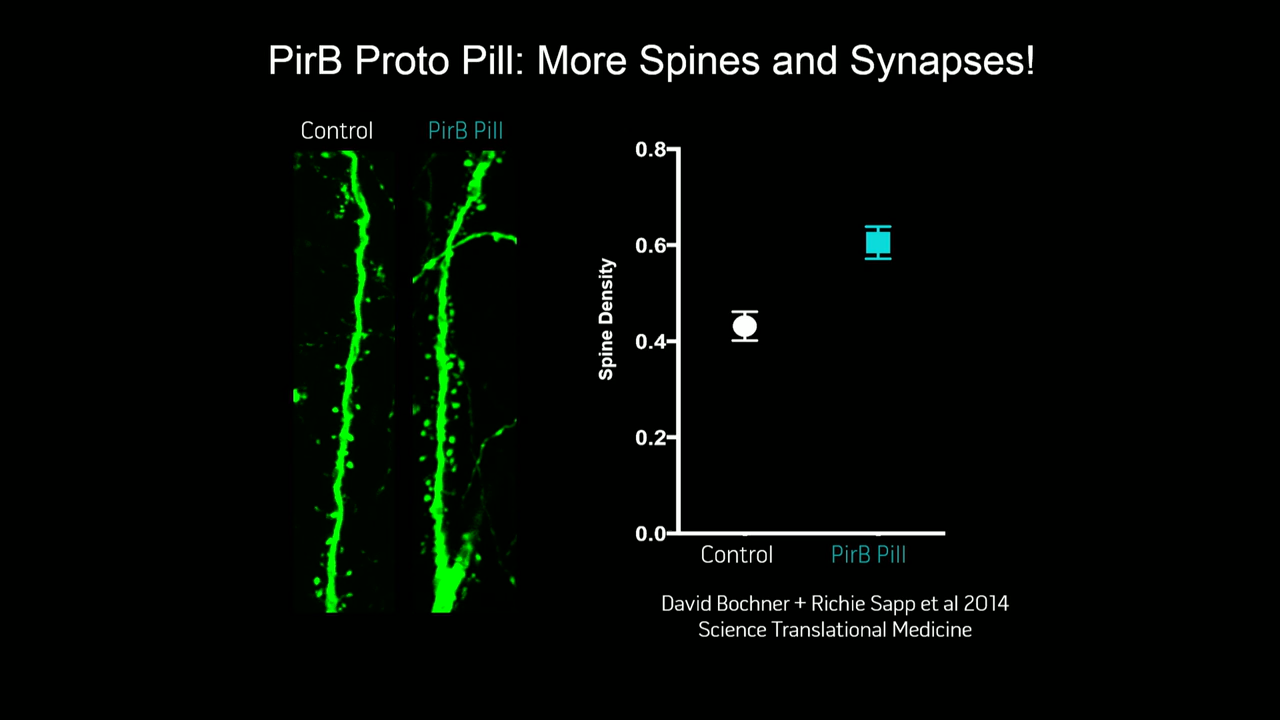 PirB Proto Pill: More Spines and Synapses!
Control
PirB Pill
0.8
0.6
0.4
0.2
0.0
Spine Density
Control
PirB Pill
David Bochner + Richie Sapp et al 2014
Science Translational Medicine